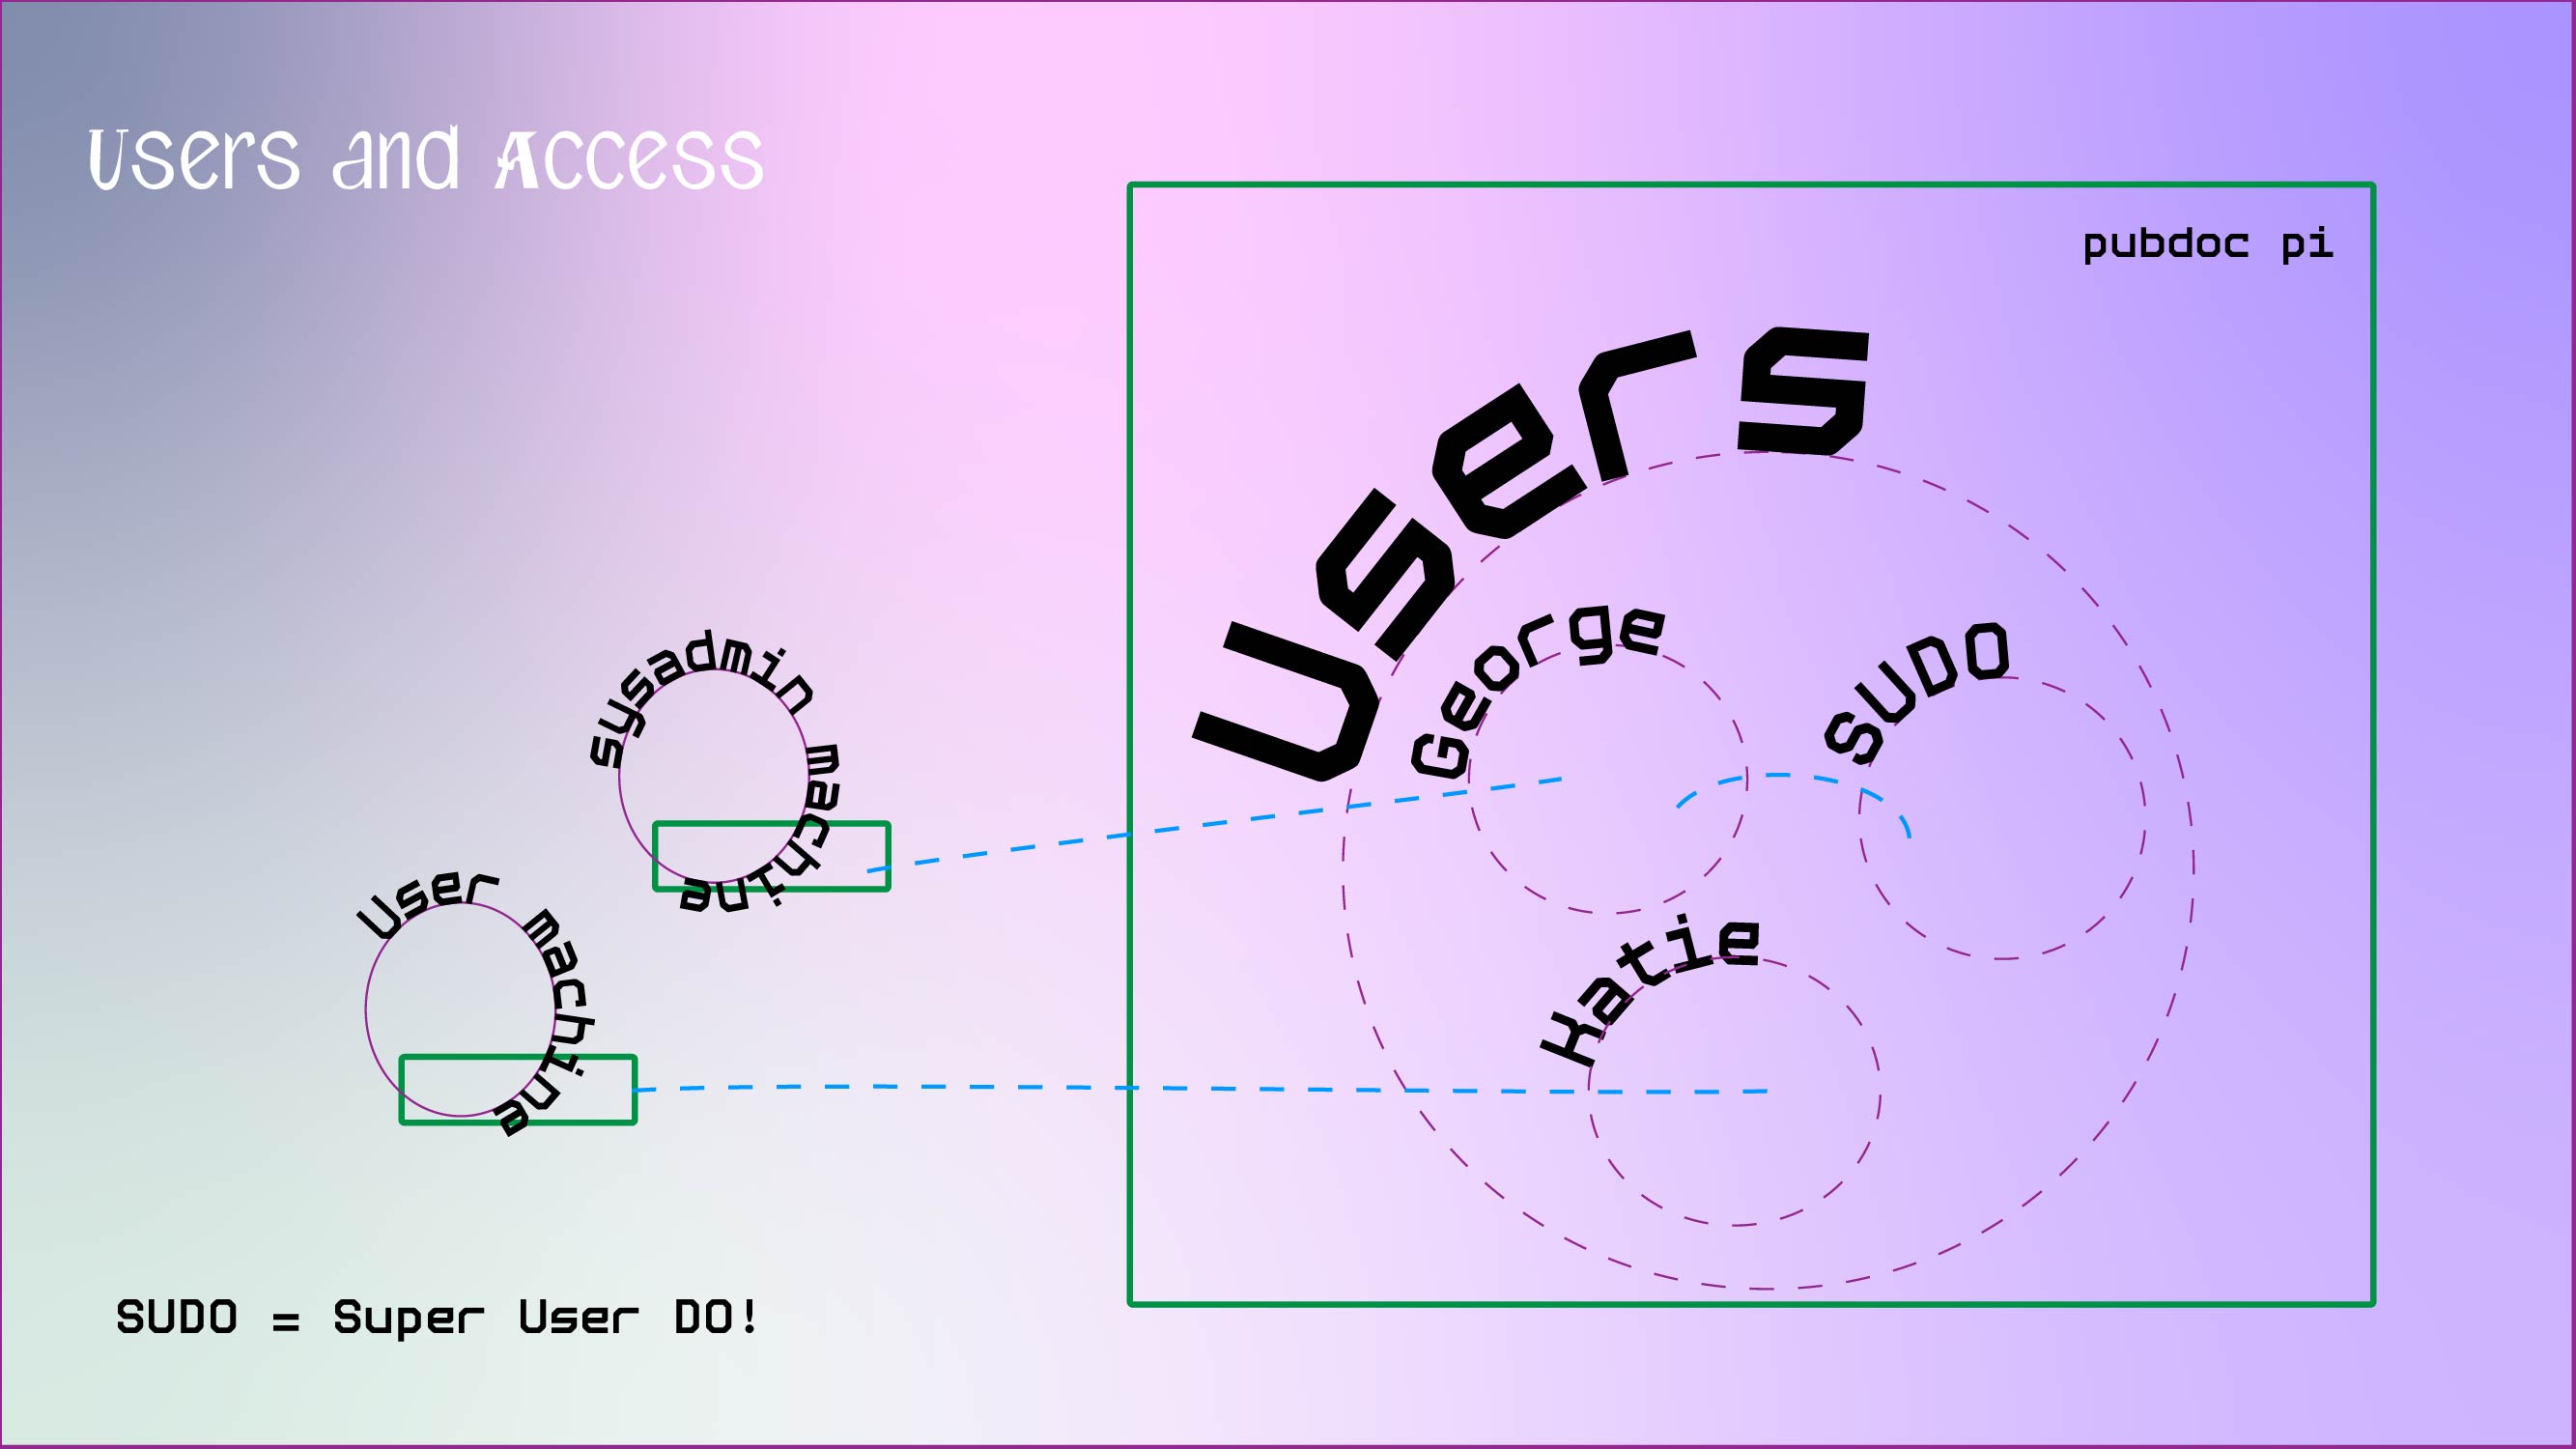 Users and Access
pubdoc pi
Users
George
SUDO
Katie
sysadmin machine
User machine
SUDO = Super User DO!